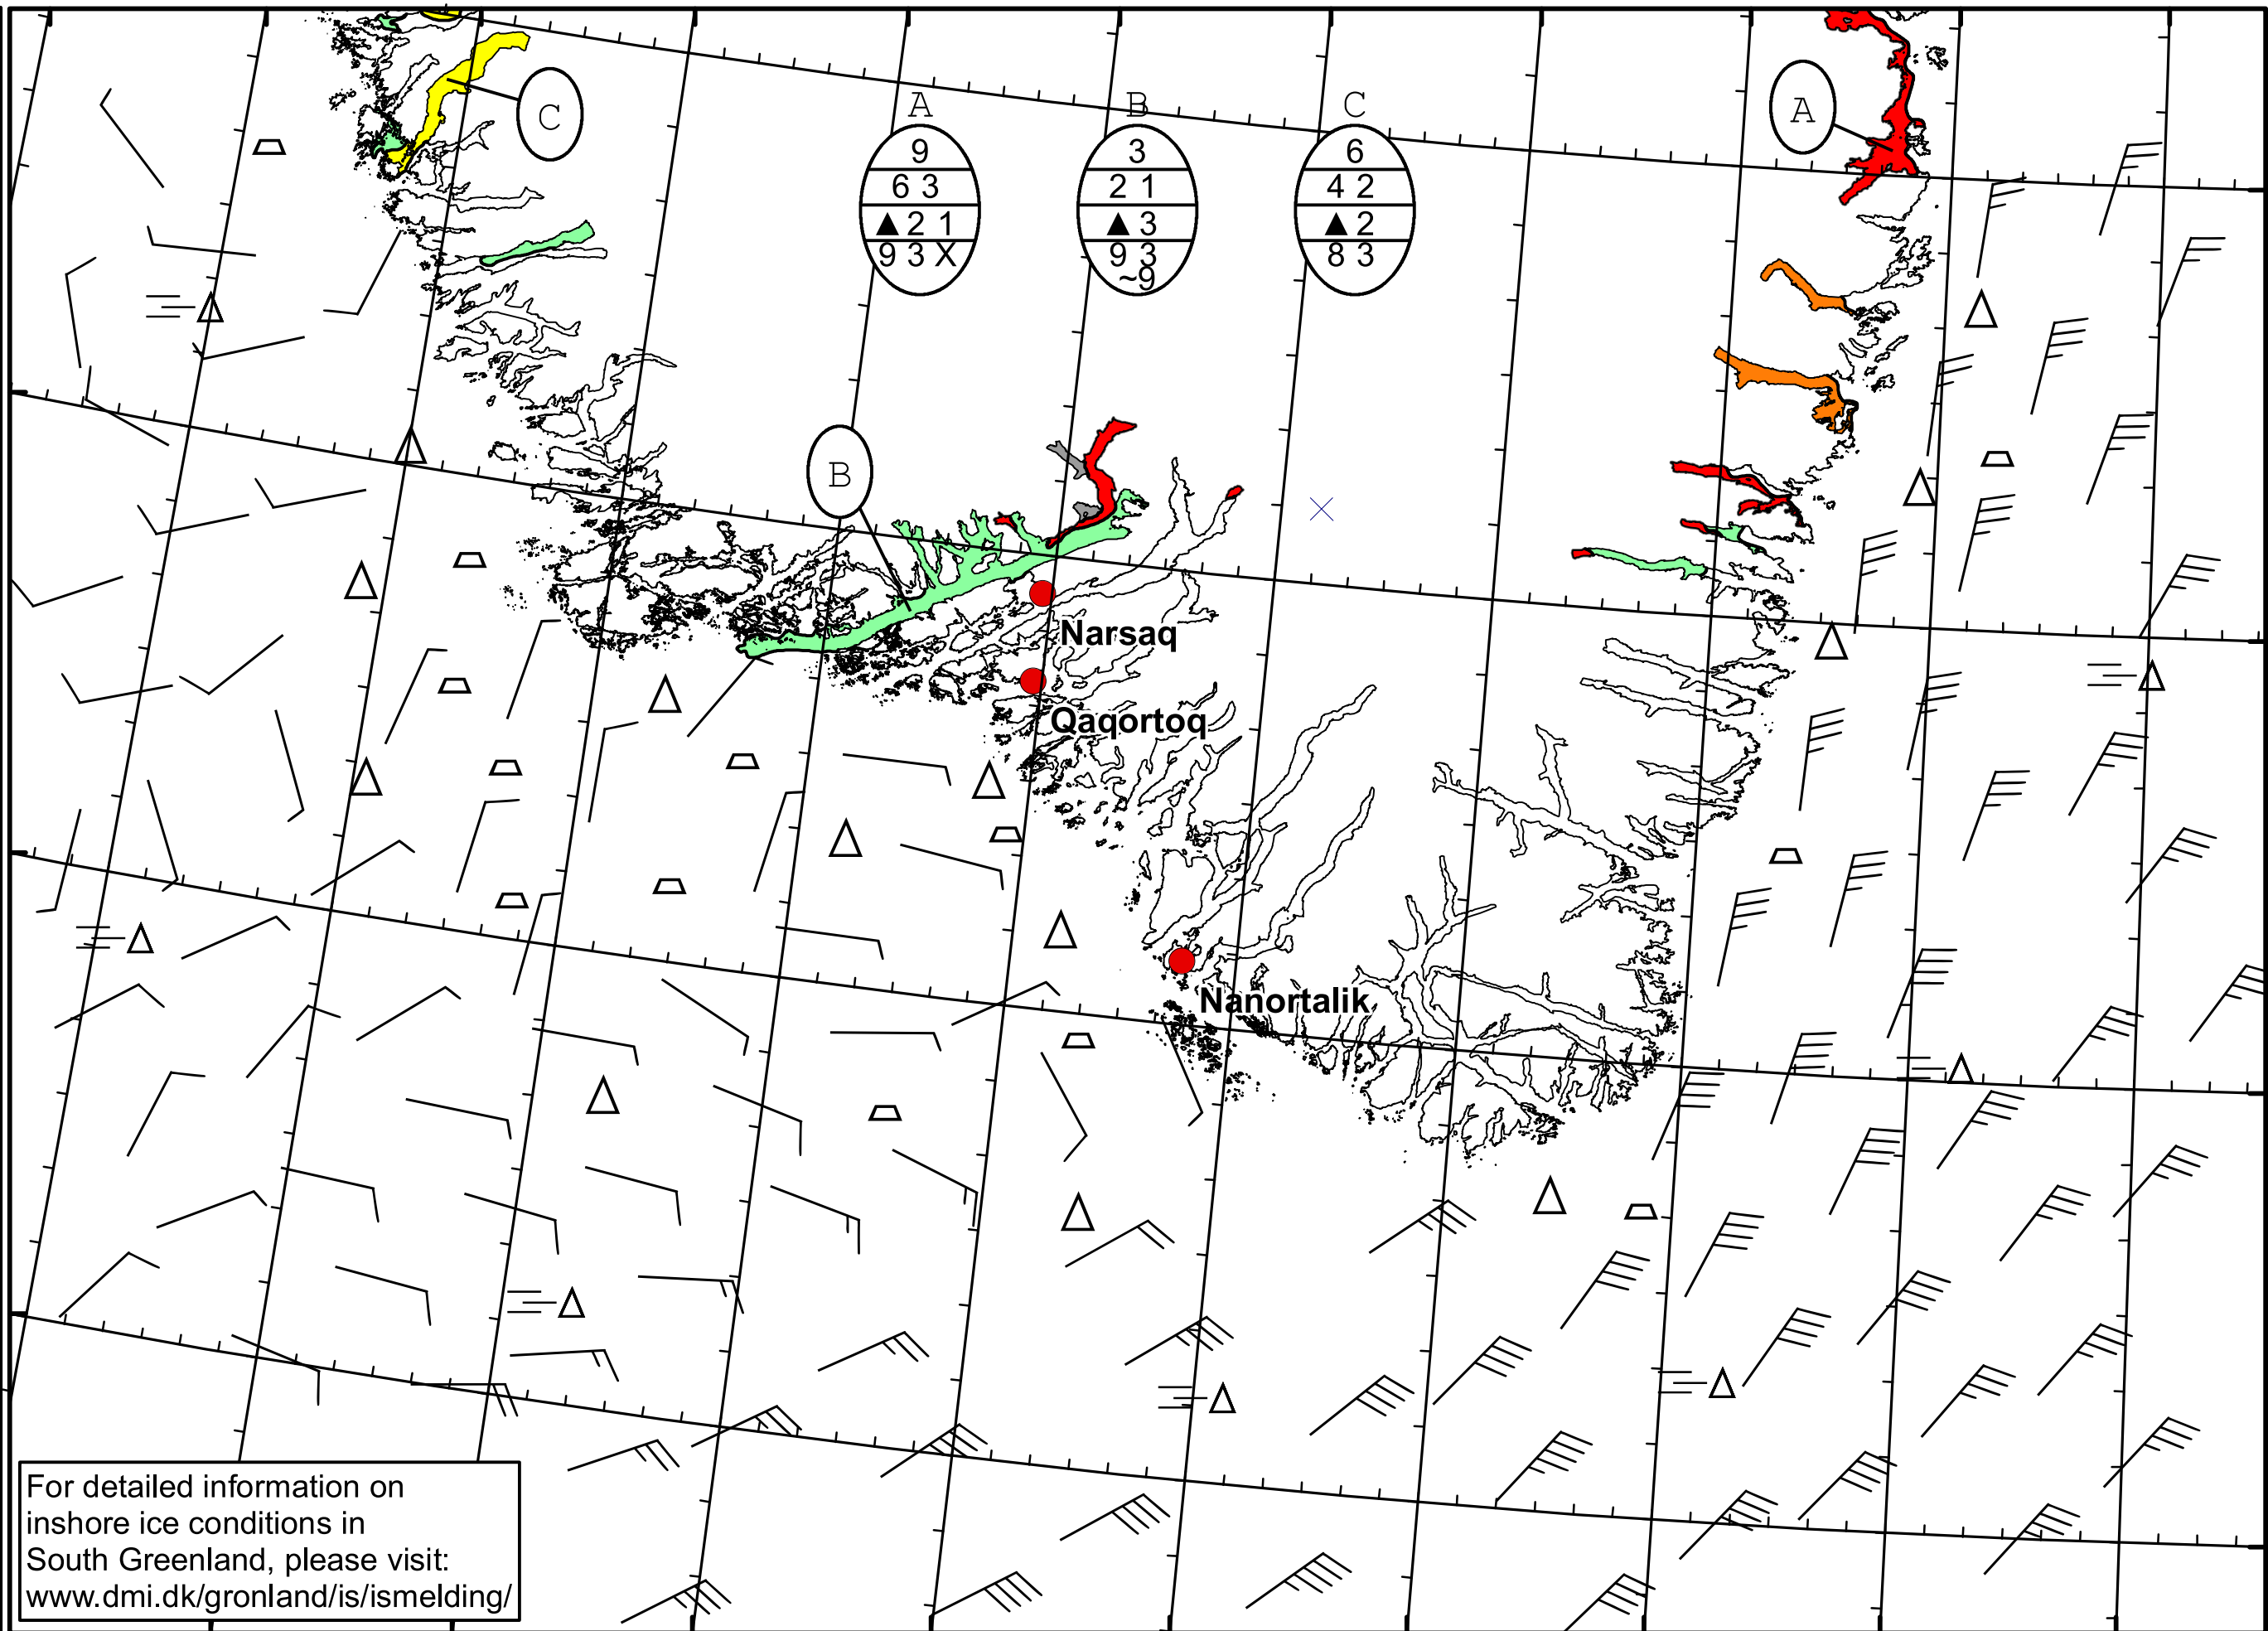 A B C
9 3 6
6 3 2 1 4 2
▲ 2 1 ▲ 3 ▲ 2
9 3 X 9 3 8 3
~9
C
A
B
Narsaq
Qaqortoq
Nanortalik
For detailed information on
inshore ice conditions in
South Greenland, please visit:
www.dmi.dk/gronland/is/ismelding/